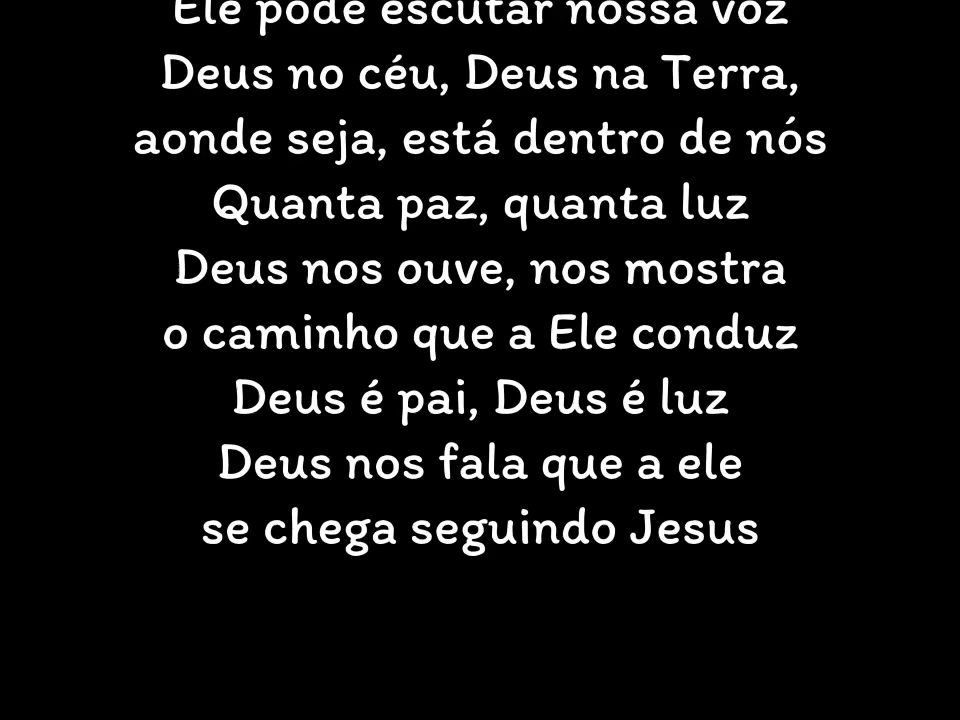 Ele pode escutar nossa voz
Deus no céu, Deus na Terra,
aonde seja, está dentro de nós
Quanta paz, quanta luz
Deus nos ouve, nos mostra
o caminho que a Ele conduz
Deus é pai, Deus é luz
Deus nos fala que a ele
se chega seguindo Jesus